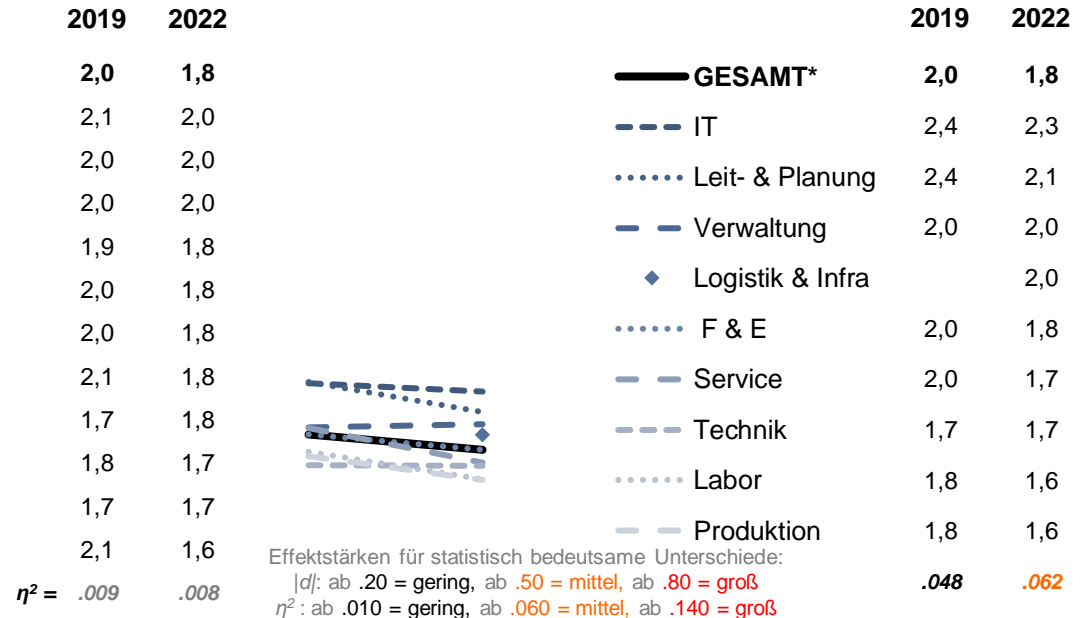 2019 2022 2019 2022
2,0 1,8 GESAMT* 2,0 1,8
2,1 2,0 IT 2,4 2,3
2,0 2,0 Leit- & Planung 2,4 2,1
2,0 2,0 Verwaltung 2,0 2,0
1,9 1,8 Logistik & Infra 2,0
2,0 1,8 F & E 2,0 1,8
2,0 1,8 Service 2,0 1,7
2,1 1,8 Technik 1,7 1,7
1,7 1,8 Labor 1,8 1,6
1,8 1,7 Produktion 1,8 1,6
1,7 1,7
2,1 1,6
Effektstärken für statistisch bedeutsame Unterschiede:
η² = .009 .008 |d|: ab .20 = gering, ab .50 = mittel, ab .80 = groß .048 .062
η² : ab .010 = gering, ab .060 = mittel, ab .140 = groß